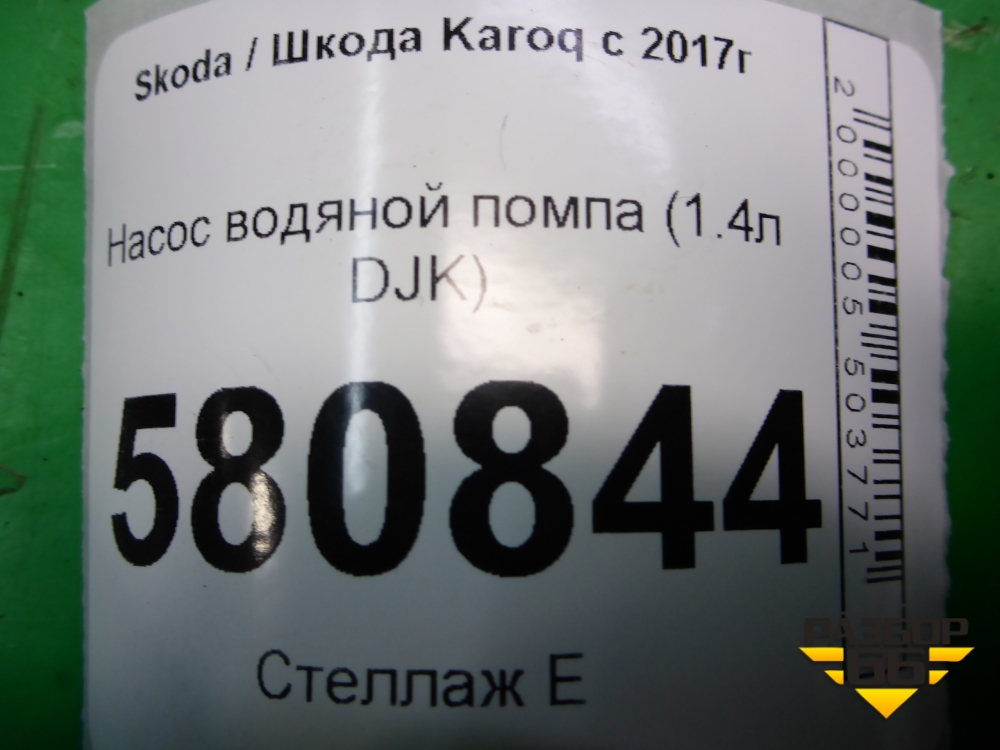 Skoda / Шкода Karoq с 2017г
Насос водяной помпа (1.4л
DJK)
580844
Стеллаж Е
2000005503771
РАЗБОР
66